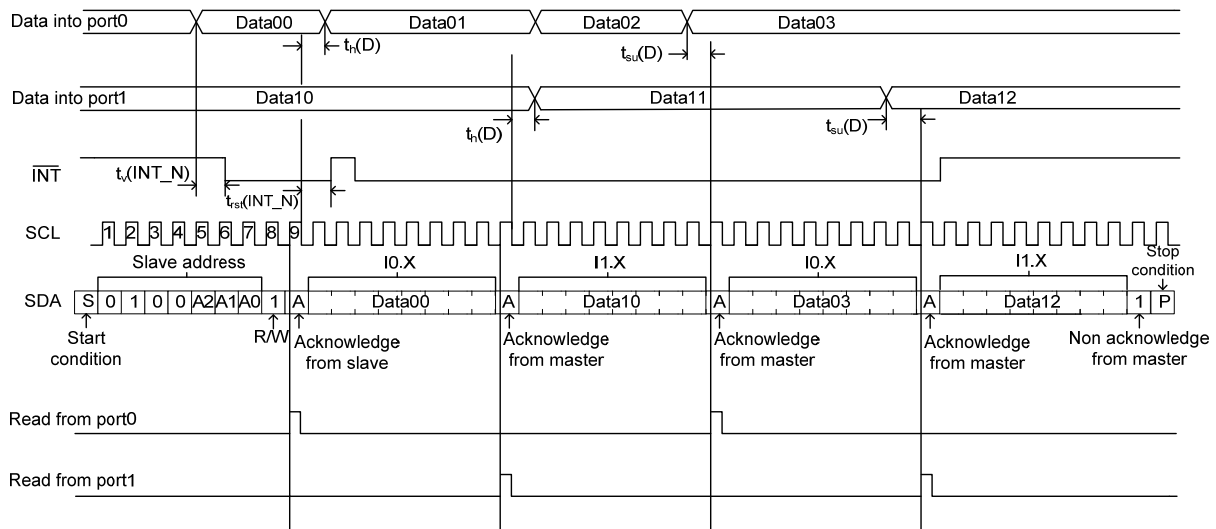 Data into port0 Data00 Data01 Data02 Data03
th(D) tsu(D)
Data into port1 Data10 Data11 Data12
th(D) tsu(D)
INT tv(INT_N)
trst(INT_N)
SCL 1 2 3 4 5 6 7 8 9
Slave address I0.X I1.X I0.X I1.X Stop
condition
SDA S 0 1 0 0 A2 A1 A0 1 A Data00 A Data10 A Data03 A Data12 1 P
Start
condition
R/W
Acknowledge
from slave
Acknowledge
from master
Acknowledge
from master
Acknowledge
from master
Non acknowledge
from master
Read from port0
Read from port1